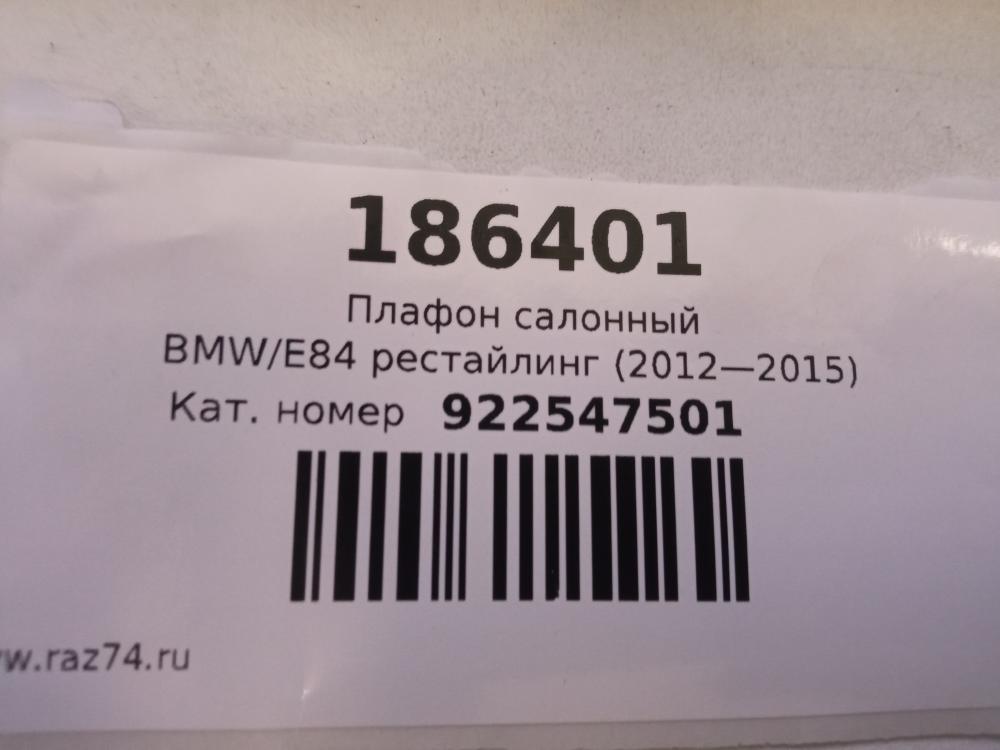 186401
Плафон салонный
BMW/E84 рестайлинг (2012—2015)
Кат. номер 922547501
w.raz74.ru